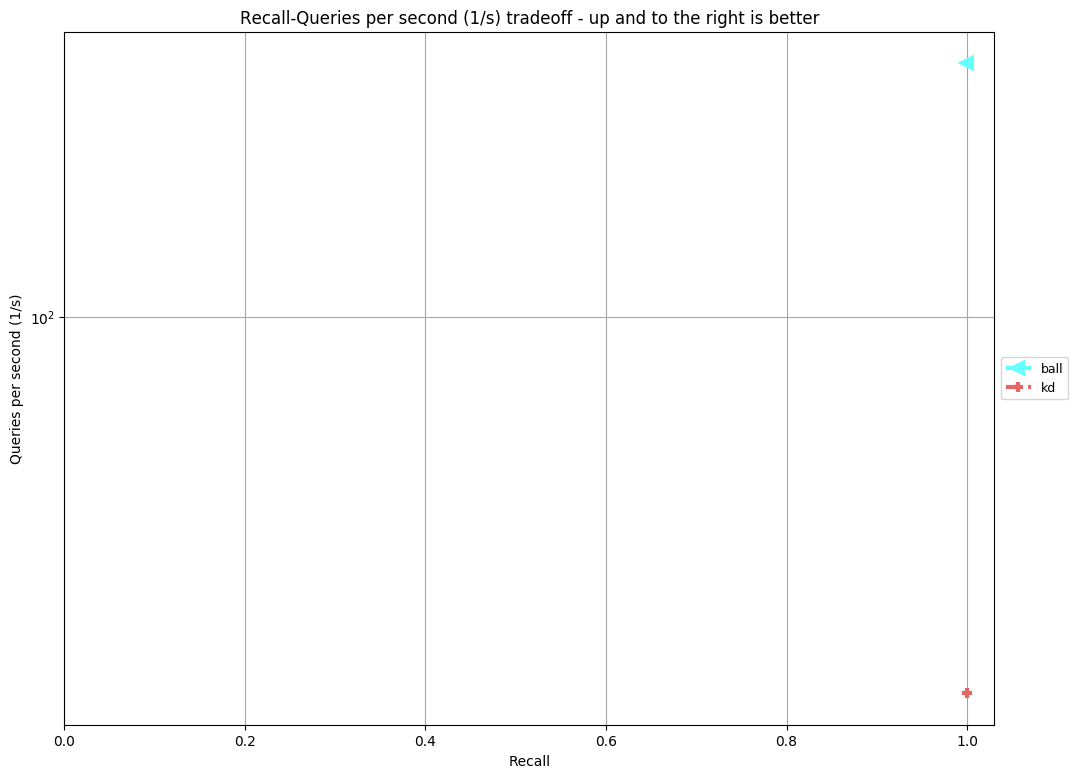 Recall-Queries per second (1/s) tradeoff - up and to the right is better
Queries per second (1/s)
10²
ball
kd
0.0 0.2 0.4 0.6 0.8 1.0
Recall